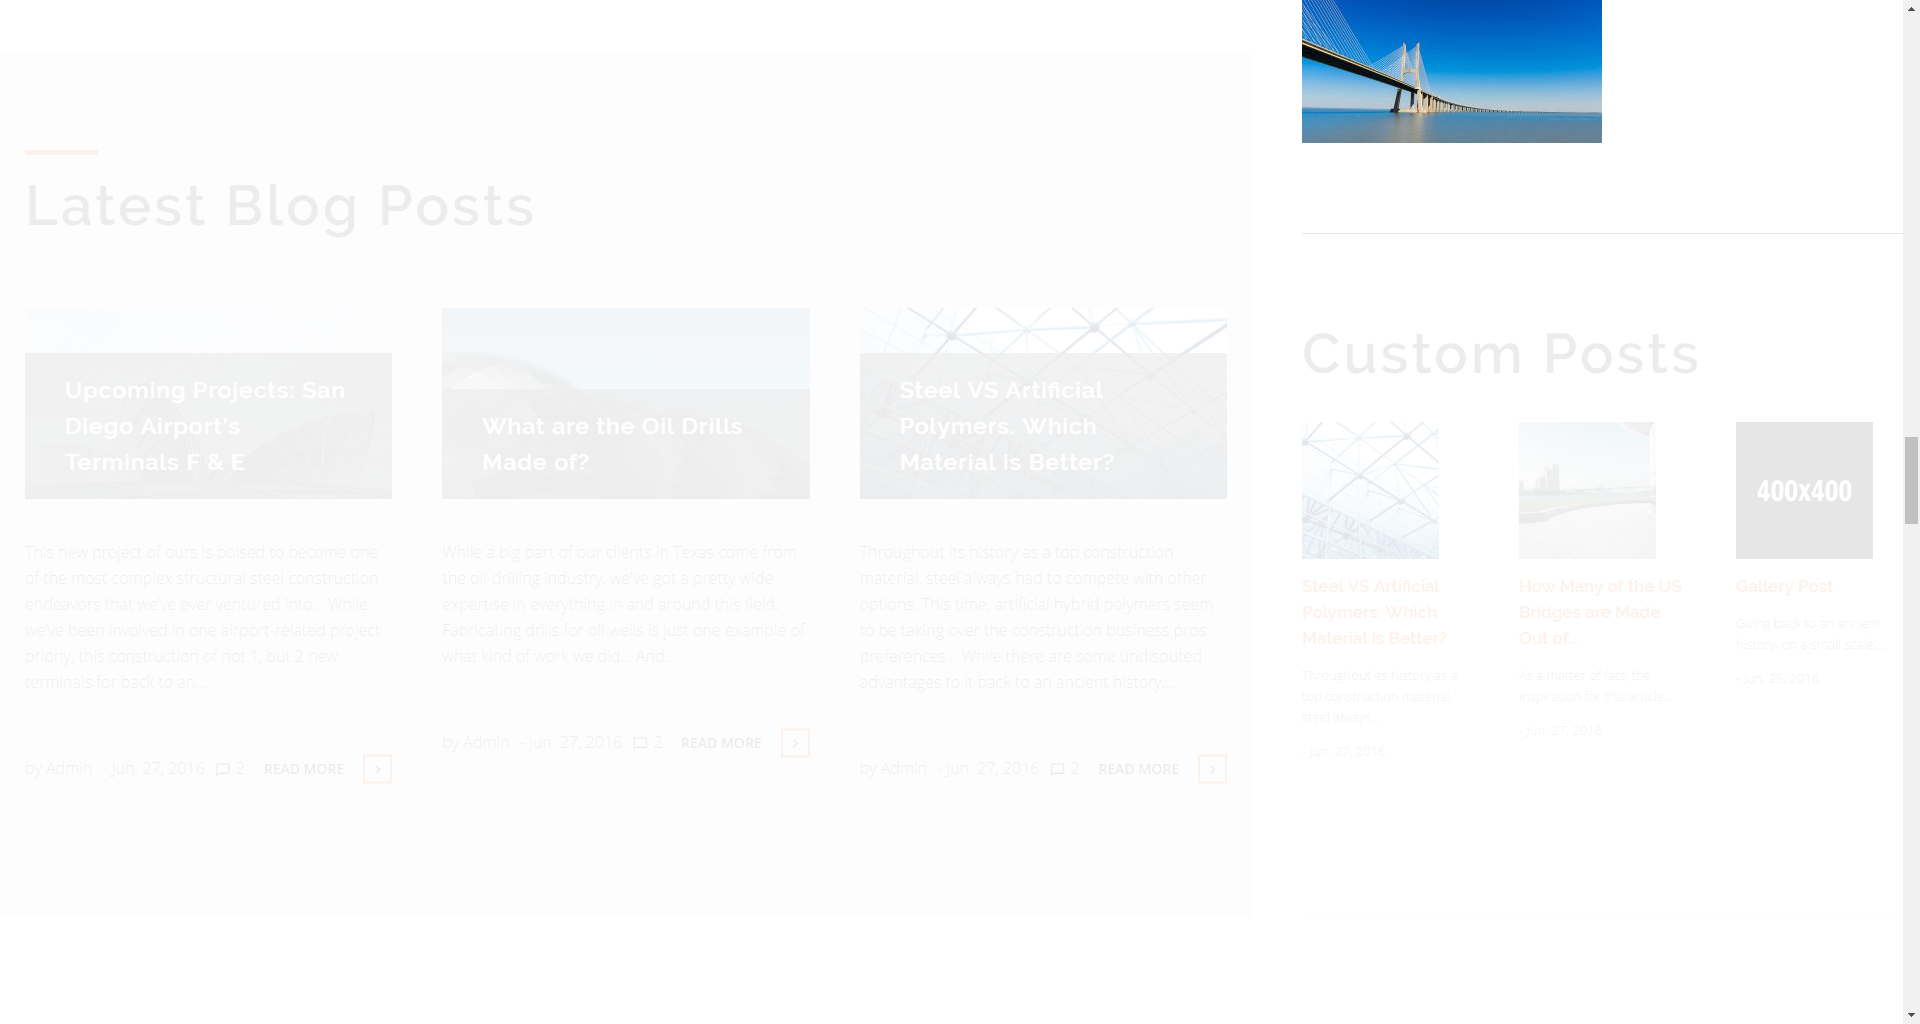 Latest Blog Posts
Upcoming Projects: San
Diego Airport's
Terminals F & E
This new project of ours is poised to become one
of the most complex structural steel construction
endeavors that we've ever ventured into... While
we've been involved in one airport-related project
priorly, this construction of not 1, but 2 new
terminals for back to an...
by Admin - Jun. 27, 2016 2 READ MORE
What are the Oil Drills
Made of?
While a big part of our clients in Texas come from
the oil-drilling industry, we've got a pretty wide
expertise in everything in and around this field.
Fabricating drills for oil wells is just one example of
what kind of work we did... And...
by Admin - Jun. 27, 2016 2 READ MORE
Steel VS Artificial
Polymers. Which
Material is Better?
Throughout its history as a top construction
material, steel always had to compete with other
options. This time, artificial hybrid polymers seem
to be taking over the construction business pros
preferences... While there are some undisputed
advantages to it back to an ancient history,...
by Admin - Jun. 27, 2016 2 READ MORE
Custom Posts
Steel VS Artificial
Polymers. Which
Material is Better?
Throughout its history as a
top construction material,
steel always...
- Jun. 27, 2016
How Many of the US
Bridges are Made
Out of..
As a matter of fact, the
inspiration for this article...
- Jun. 27, 2016
400x400
Gallery Post
Going back to an ancient
history, on a small scale...
- Jun. 25, 2016